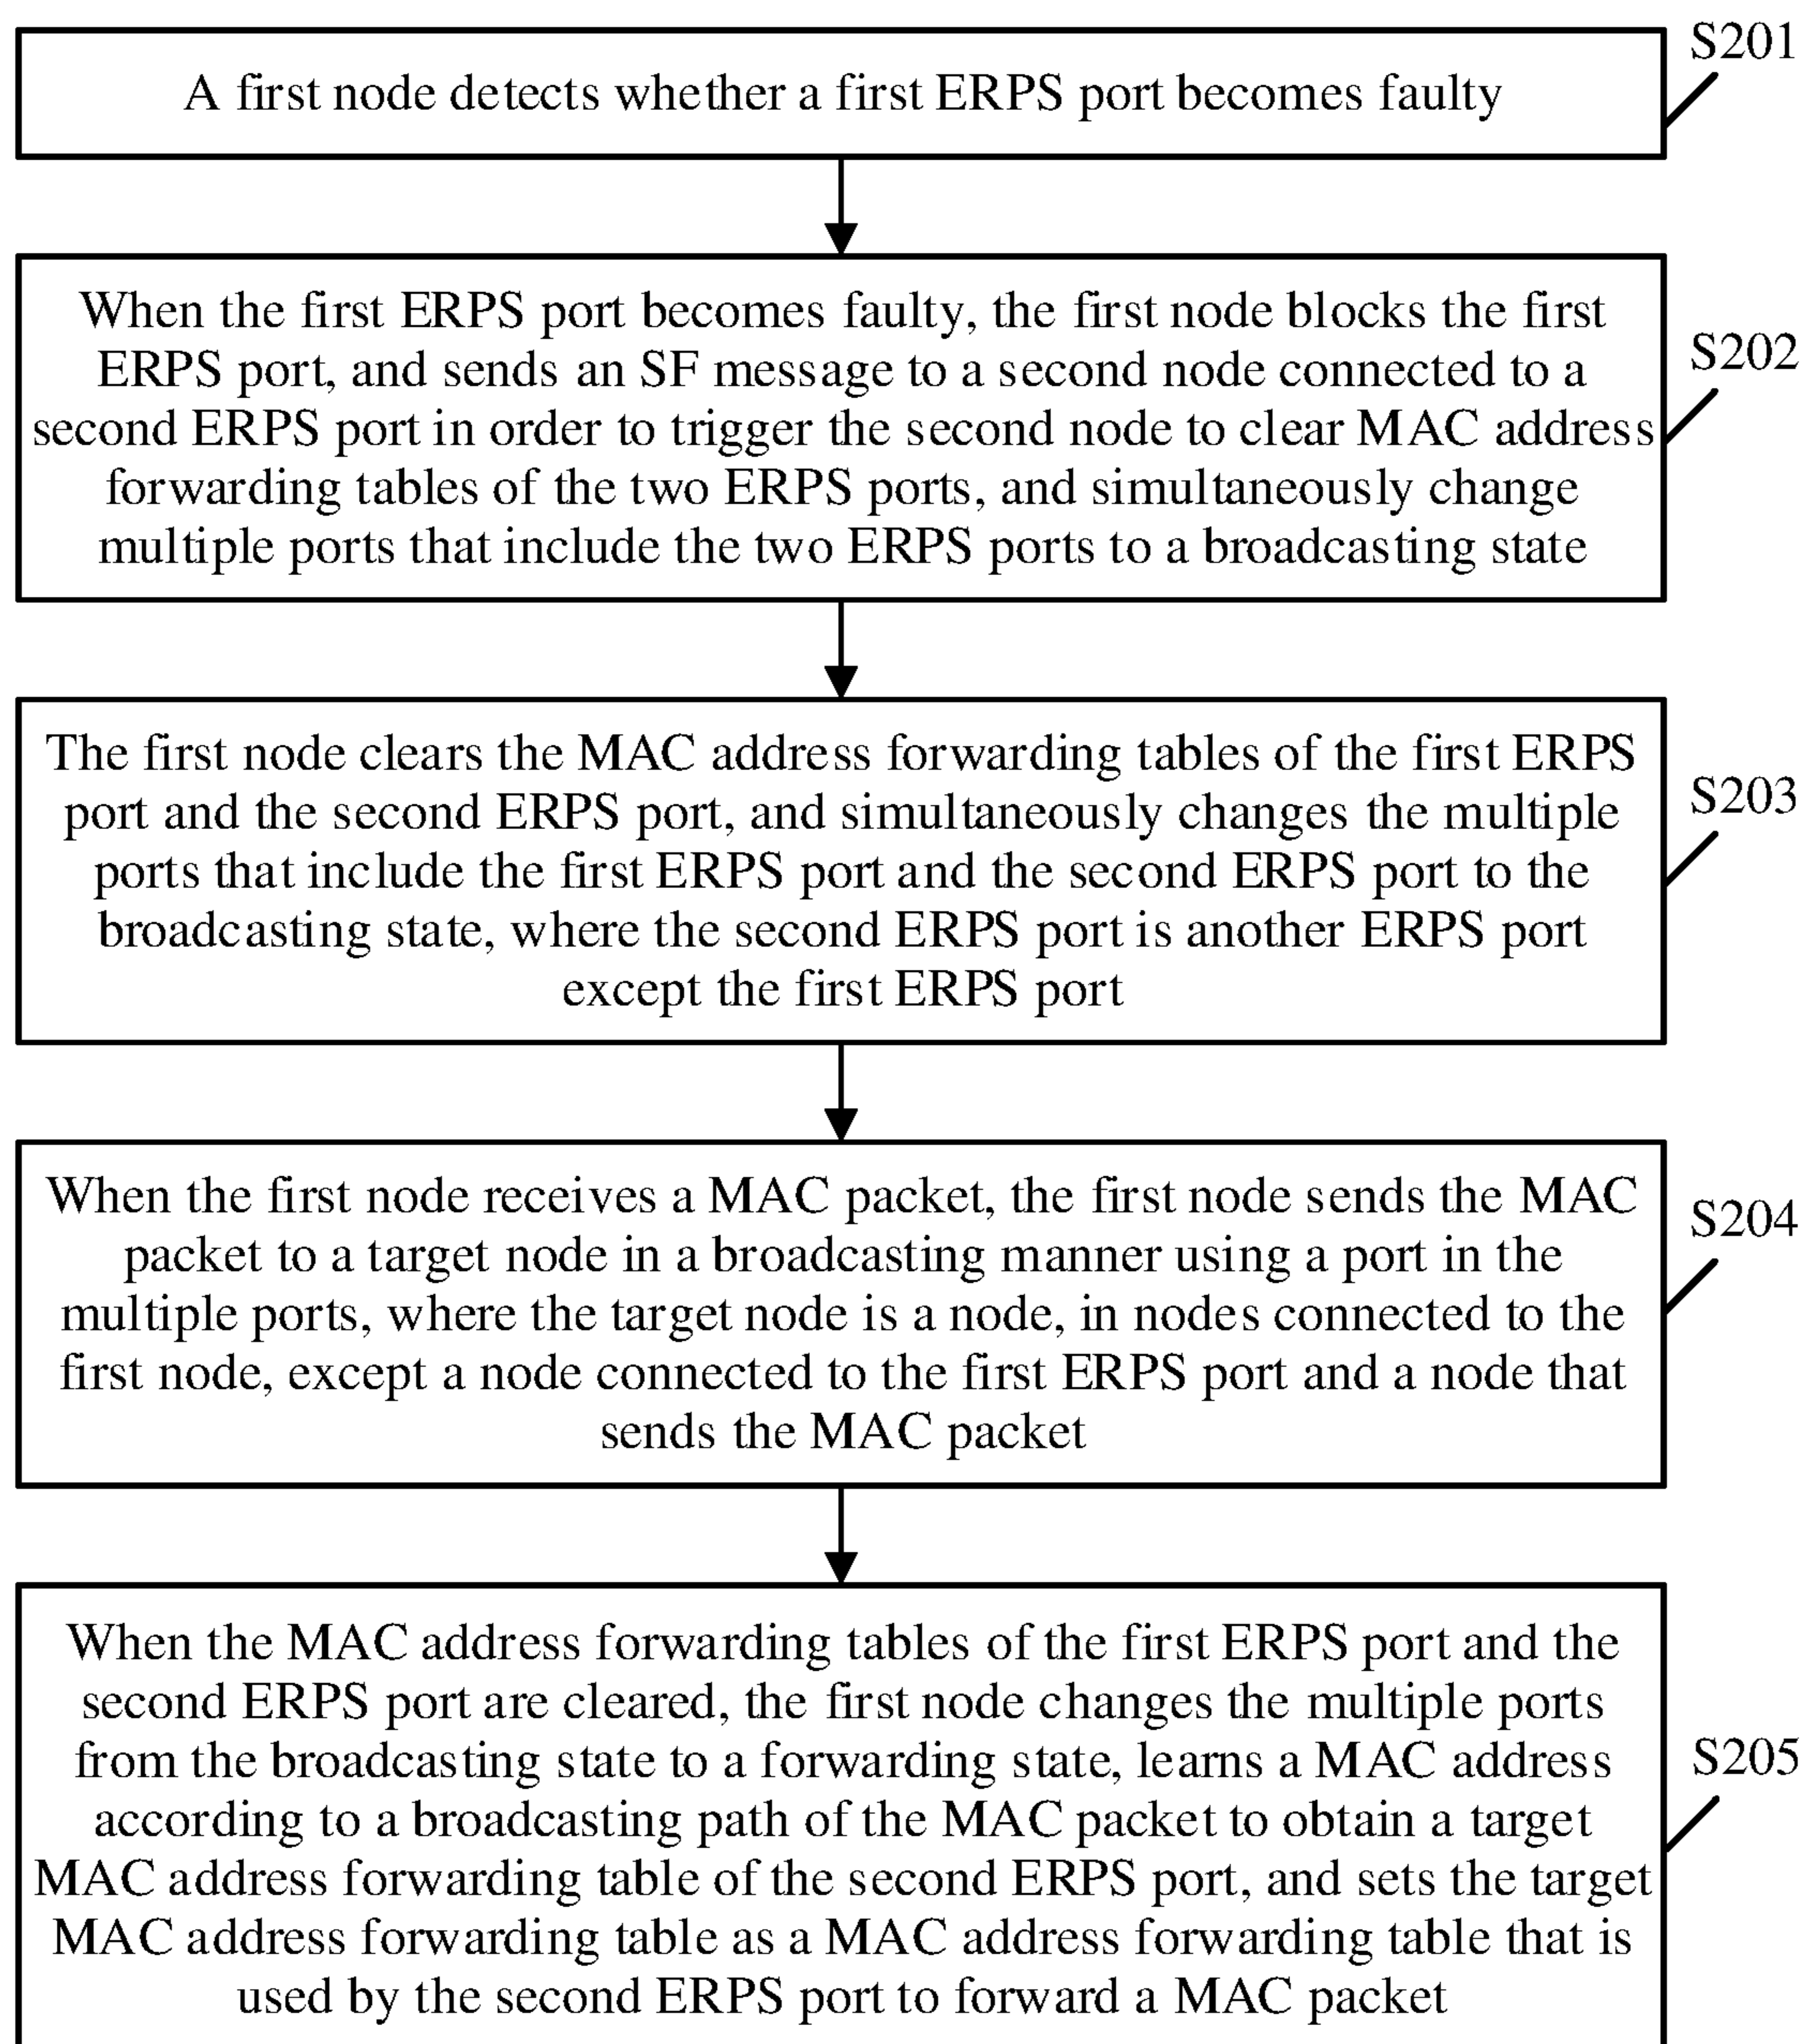 S201
A first node detects whether a first ERPS port becomes faulty
When the first ERPS port becomes faulty, the first node blocks the first
ERPS port, and sends an SF message to a second node connected to a
second ERPS port in order to trigger the second node to clear MAC address
forwarding tables of the two ERPS ports, and simultaneously change
multiple ports that include the two ERPS ports to a broadcasting state
S202
The first node clears the MAC address forwarding tables of the first ERPS
port and the second ERPS port, and simultaneously changes the multiple
ports that include the first ERPS port and the second ERPS port to the
broadcasting state, where the second ERPS port is another ERPS port
except the first ERPS port
S203
When the first node receives a MAC packet, the first node sends the MAC
packet to a target node in a broadcasting manner using a port in the
multiple ports, where the target node is a node, in nodes connected to the
first node, except a node connected to the first ERPS port and a node that
sends the MAC packet
S204
When the MAC address forwarding tables of the first ERPS port and the
second ERPS port are cleared, the first node changes the multiple ports
from the broadcasting state to a forwarding state, learns a MAC address
according to a broadcasting path of the MAC packet to obtain a target
MAC address forwarding table of the second ERPS port, and sets the target
MAC address forwarding table as a MAC address forwarding table that is
used by the second ERPS port to forward a MAC packet
S205